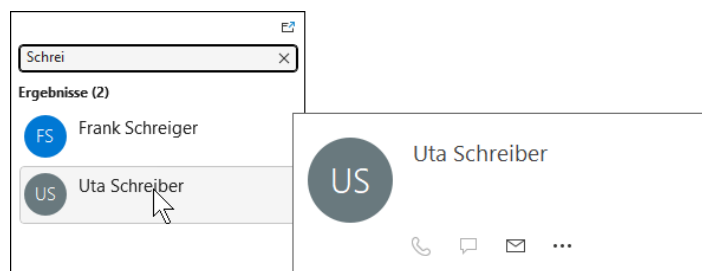 Schrei
Ergebnisse (2)
FS
Frank Schreiger
US
Uta Schreiber
US
Uta Schreiber